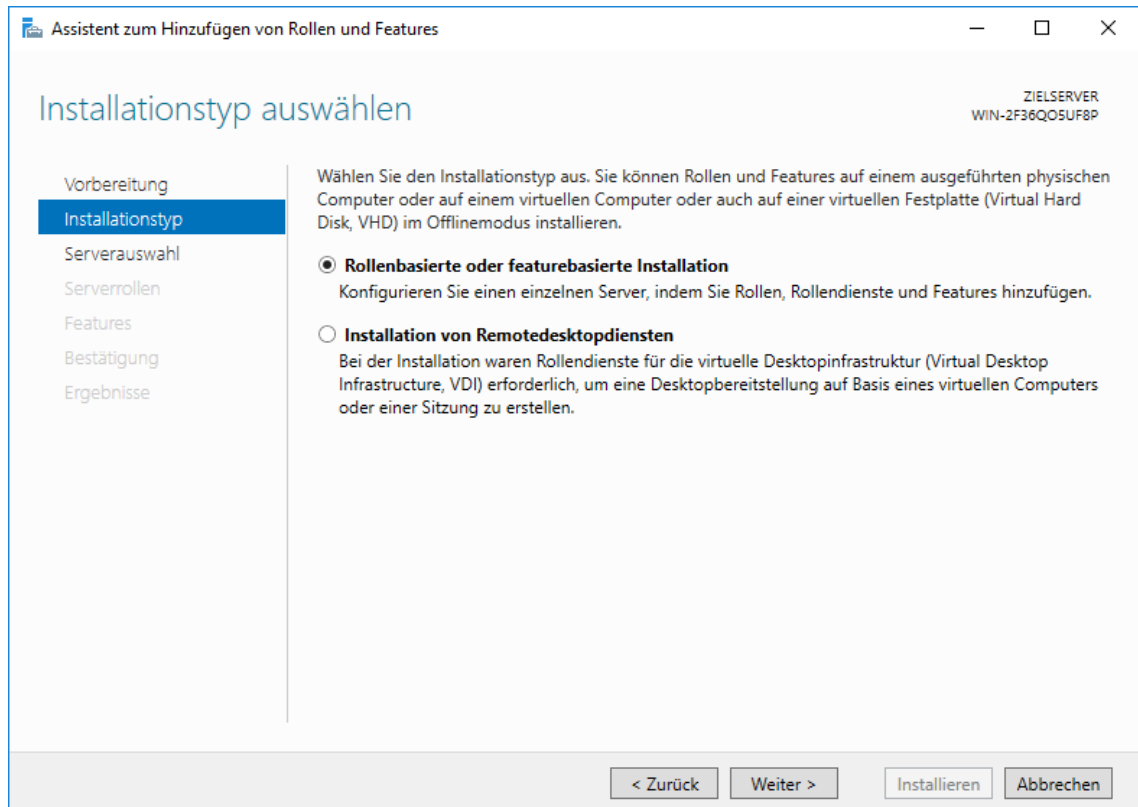 Assistent zum Hinzufügen von Rollen und Features
Installationstyp auswählen
ZIELSERVER
WIN-2F36QO5UF8P
Vorbereitung
Installationstyp
Serverauswahl
Serverrollen
Features
Bestätigung
Ergebnisse
Wählen Sie den Installationstyp aus. Sie können Rollen und Features auf einem ausgeführten physischen
Computer oder auf einem virtuellen Computer oder auch auf einer virtuellen Festplatte (Virtual Hard
Disk, VHD) im Offlinemodus installieren.
Rollenbasierte oder featurebasierte Installation
Konfigurieren Sie einen einzelnen Server, indem Sie Rollen, Rollendienste und Features hinzufügen.
Installation von Remotedesktopdiensten
Bei der Installation waren Rollendienste für die virtuelle Desktopinfrastruktur (Virtual Desktop
Infrastructure, VDI) erforderlich, um eine Desktopbereitstellung auf Basis eines virtuellen Computers
oder einer Sitzung zu erstellen.
< Zurück
Weiter >
Installieren
Abbrechen